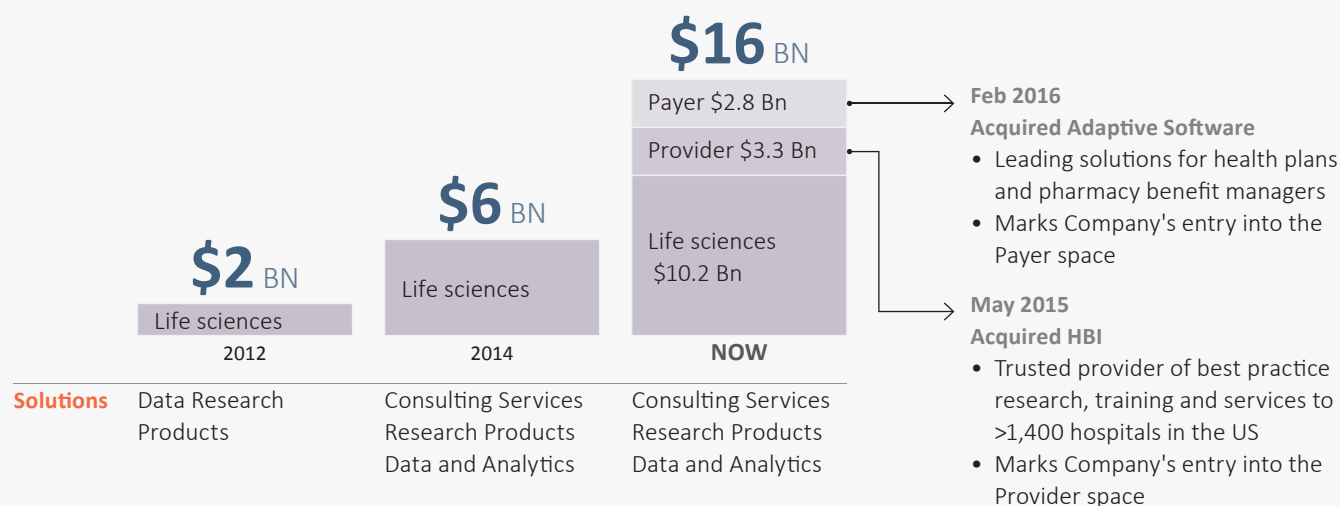 $2 BN
Life sciences
2012
$6 BN
Life sciences
2014
$16 BN
Payer $2.8 Bn
Provider $3.3 Bn
Life sciences
$10.2 Bn
NOW
Feb 2016
Acquired Adaptive Software
• Leading solutions for health plans
and pharmacy benefit managers
• Marks Company's entry into the
Payer space
May 2015
Acquired HBI
• Trusted provider of best practice
research, training and services to
>1,400 hospitals in the US
• Marks Company's entry into the
Provider space
Solutions
Data Research
Products
Consulting Services
Research Products
Data and Analytics
Consulting Services
Research Products
Data and Analytics